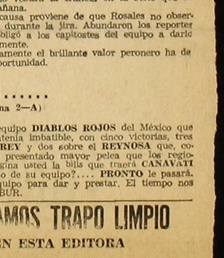 añana.
causa proviene de que Rosales no obser-
durante la jira. Abundaron los reporter
obligó a los capitostes del equipo a darlo
mente.
amente el brillante valor peronero ha de
portunidad.
na 2-A)
equipo DIABLOS ROJOS del México que
atenia imbatible, con cinco victorias, tres
REY y dos sobre el REYNOSA que, co-
presentado mayor pelea que los regio-
gina usted la bilis que traerá CANAVATI
de su equipo?.... PRONTO le pasará.
quipo para dar y prestar. El tiempo nos
BUR.
AMOS TRAPO LIMPIO
EN ESTA EDITORA